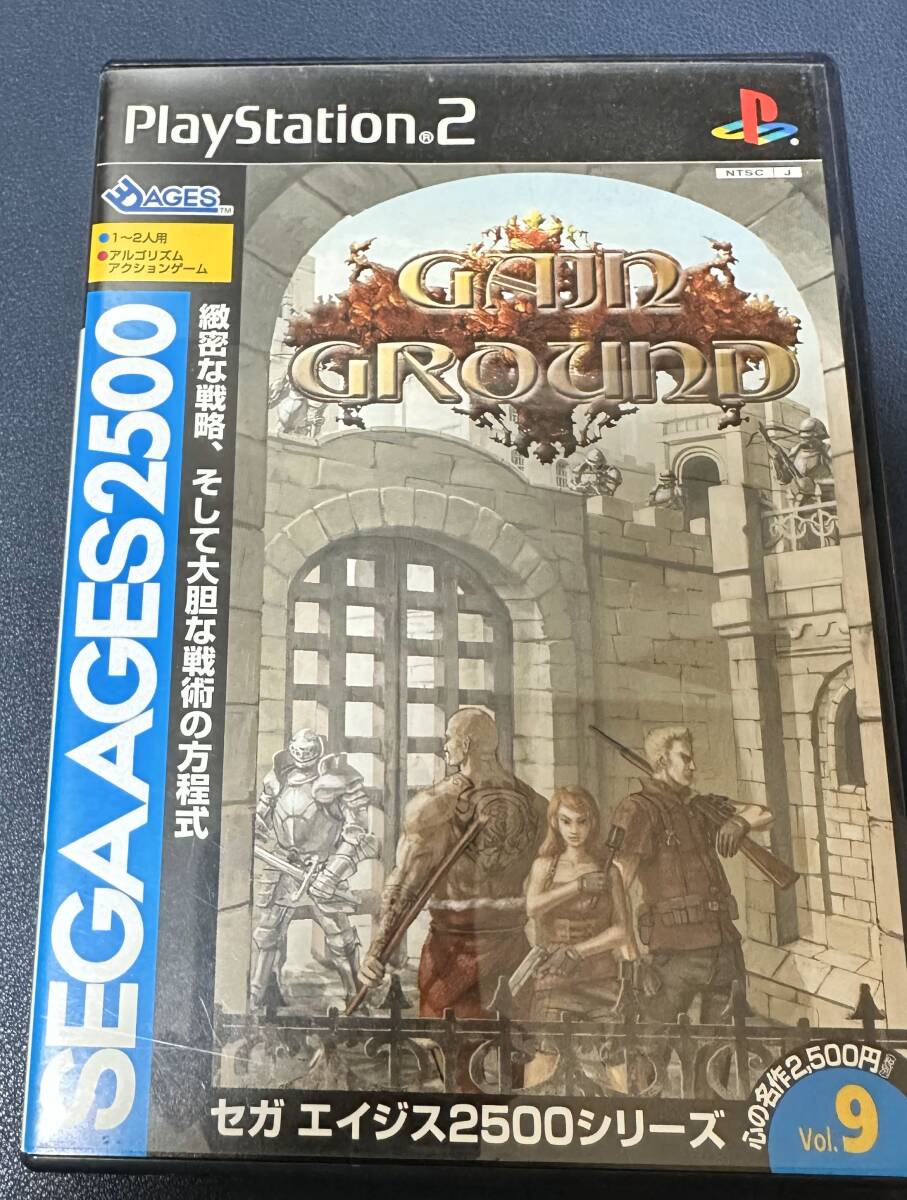 PlayStation®2
NTSC J
AGES™
1〜2人用
アルゴリズム
アクションゲーム
GAIN
GROUND
緻密な戦略、そして大胆な戦術の方程式
SEGA AGES 2500
セガ エイジス2500シリーズ
心の名作2,500円
Vol.9